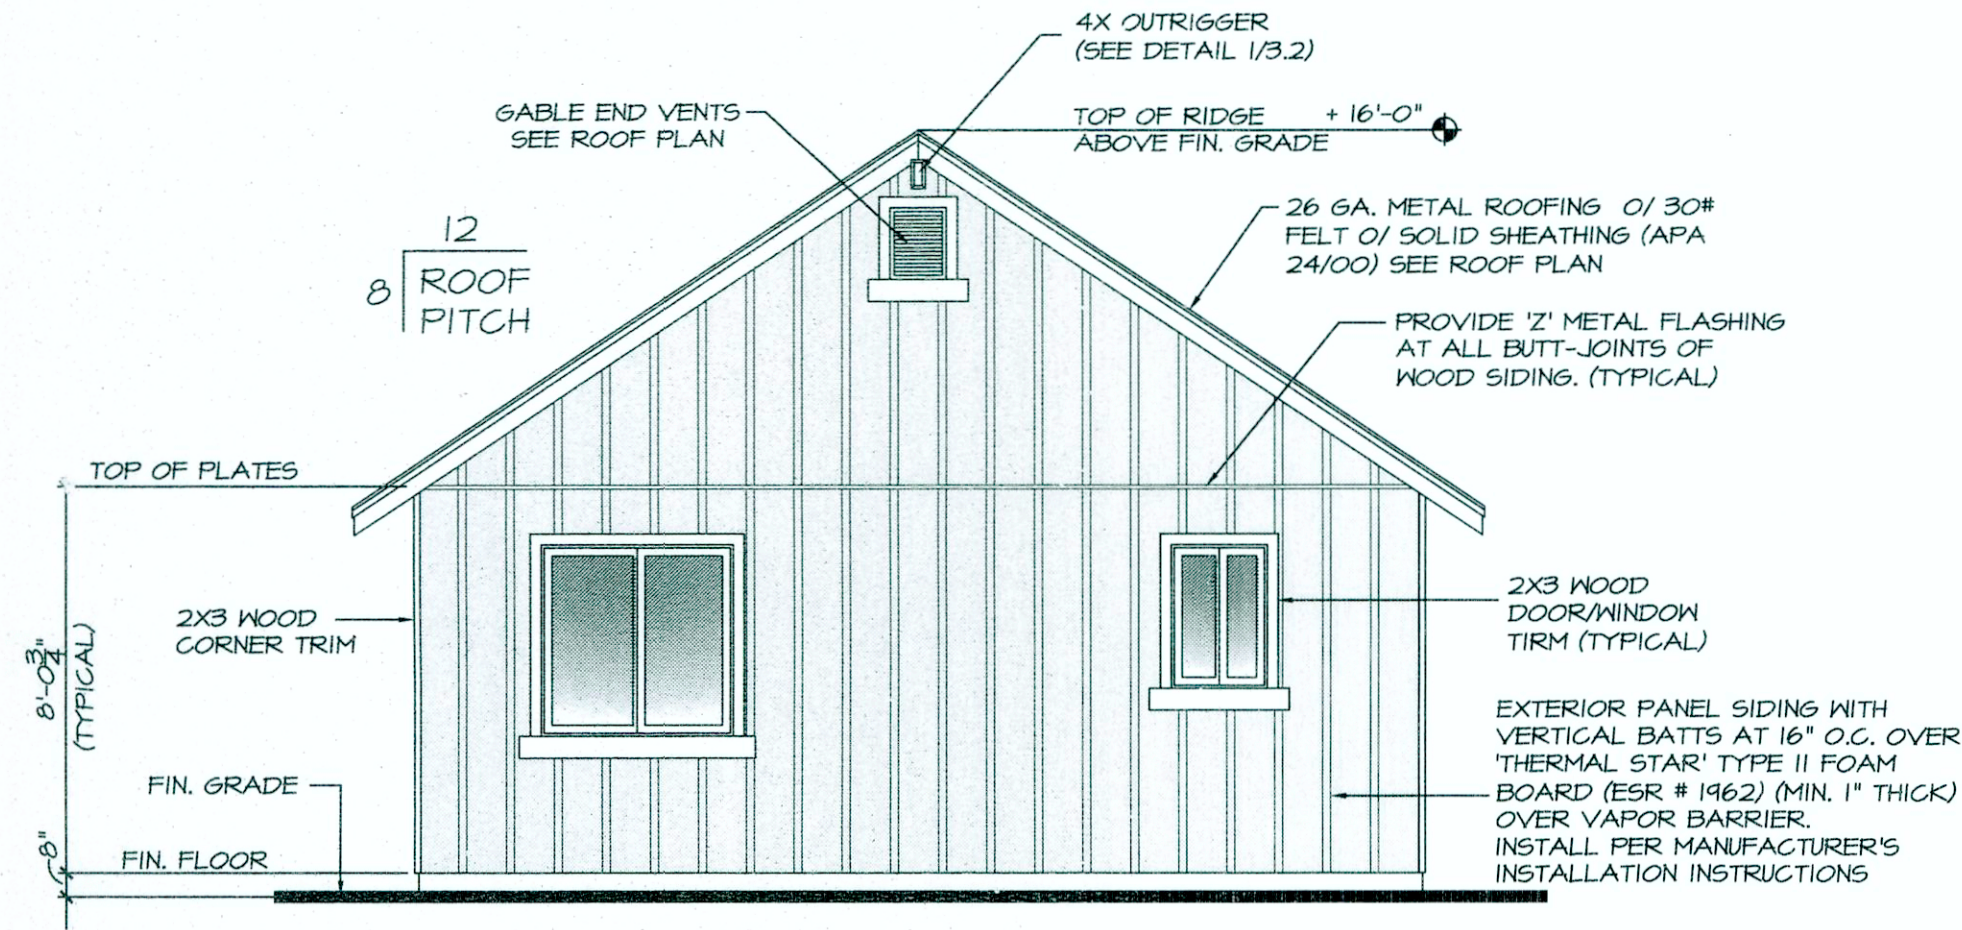 4X OUTRIGGER
(SEE DETAIL 1/3.2)
GABLE END VENTS
SEE ROOF PLAN
TOP OF RIDGE + 16'-0"
ABOVE FIN. GRADE
12
8
ROOF
PITCH
26 GA. METAL ROOFING O/ 30#
FELT O/ SOLID SHEATHING (APA
24/00) SEE ROOF PLAN
PROVIDE 'Z' METAL FLASHING
AT ALL BUTT-JOINTS OF
WOOD SIDING. (TYPICAL)
TOP OF PLATES
2X3 WOOD
CORNER TRIM
8'-0¾"
(TYPICAL)
2X3 WOOD
DOOR/WINDOW
TIRM (TYPICAL)
EXTERIOR PANEL SIDING WITH
VERTICAL BATTS AT 16" O.C. OVER
'THERMAL STAR' TYPE II FOAM
BOARD (ESR # 1962) (MIN. 1" THICK)
OVER VAPOR BARRIER.
INSTALL PER MANUFACTURER'S
INSTALLATION INSTRUCTIONS
FIN. GRADE
8"
FIN. FLOOR